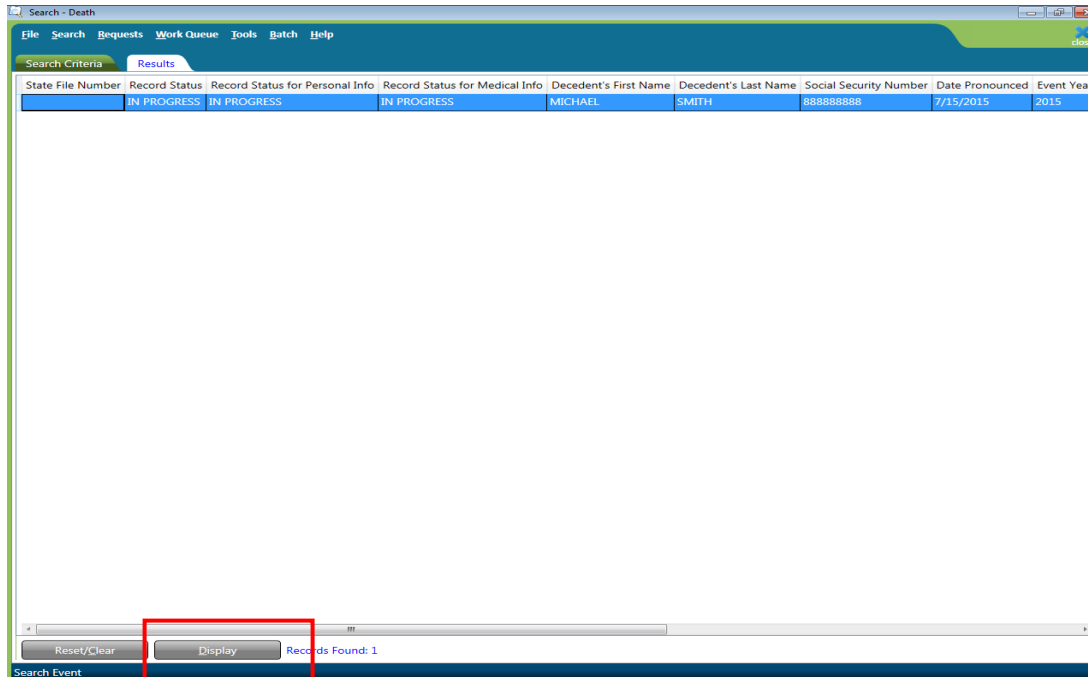 Search - Death
File Search Requests Work Queue Tools Batch Help
clos
Search Criteria Results
State File Number Record Status Record Status for Personal Info Record Status for Medical Info Decedent's First Name Decedent's Last Name Social Security Number Date Pronounced Event Yea
IN PROGRESS IN PROGRESS IN PROGRESS MICHAEL SMITH 888888888 7/15/2015 2015
Reset/Clear Display Records Found: 1
Search Event